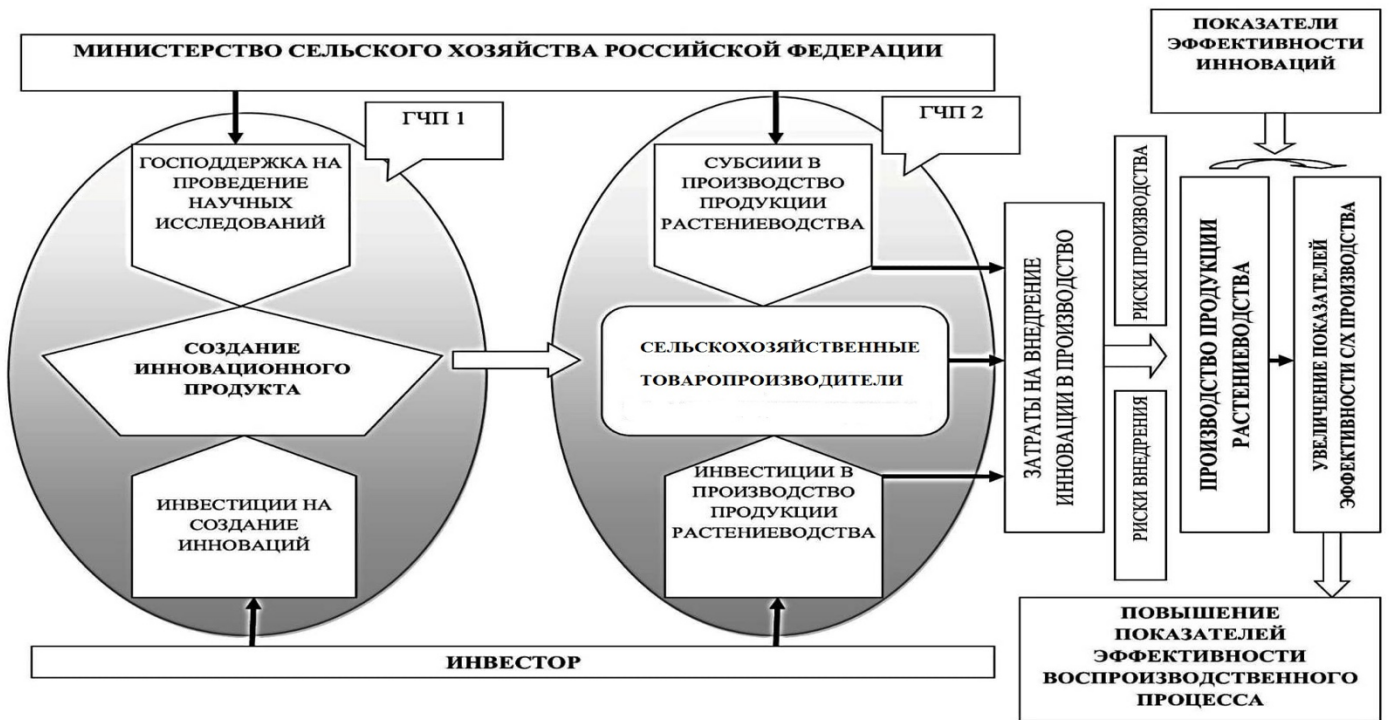 МИНИСТЕРСТВО СЕЛЬСКОГО ХОЗЯЙСТВА РОССИЙСКОЙ ФЕДЕРАЦИИ
ПОКАЗАТЕЛИ
ЭФФЕКТИВНОСТИ
ИННОВАЦИЙ
ГЧП 1
ГОСПОДДЕРЖКА НА
ПРОВЕДЕНИЕ
НАУЧНЫХ
ИССЛЕДОВАНИЙ
СОЗДАНИЕ
ИННОВАЦИОННОГО
ПРОДУКТА
ИНВЕСТИЦИИ НА
СОЗДАНИЕ
ИННОВАЦИЙ
ГЧП 2
СУБСИИИ В
ПРОИЗВОДСТВО
ПРОДУКЦИИ
РАСТЕНИЕВОДСТВА
СЕЛЬСКОХОЗЯЙСТВЕННЫЕ
ТОВАРОПРОИЗВОДИТЕЛИ
ИНВЕСТИЦИИ В
ПРОИЗВОДСТВО
ПРОДУКЦИИ
РАСТЕНИЕВОДСТВА
ИНВЕСТОР
ЗАТРАТЫ НА ВНЕДРЕНИЕ
ИННОВАЦИИ В ПРОИЗВОДСТВО
РИСКИ ПРОИЗВОДСТВА
РИСКИ ВНЕДРЕНИЯ
ПРОИЗВОДСТВО ПРОДУКЦИИ
РАСТЕНИЕВОДСТВА
УВЕЛИЧЕНИЕ ПОКАЗАТЕЛЕЙ
ЭФФЕКТИВНОСТИ С/Х ПРОИЗВОДСТВА
ПОВЫШЕНИЕ
ПОКАЗАТЕЛЕЙ
ЭФФЕКТИВНОСТИ
ВОСПРОИЗВОДСТВЕННОГО
ПРОЦЕССА